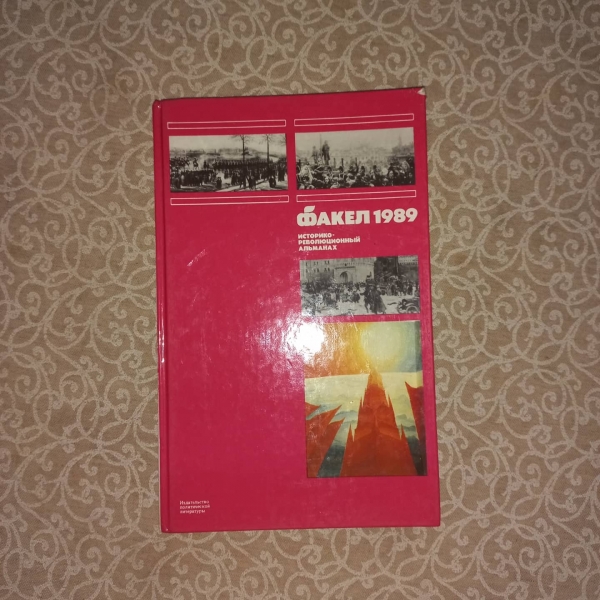 ФАКЕЛ 1989
ИСТОРИКО-
РЕВОЛЮЦИОННЫЙ
АЛЬМАНАХ
Издательство
политической
литературы